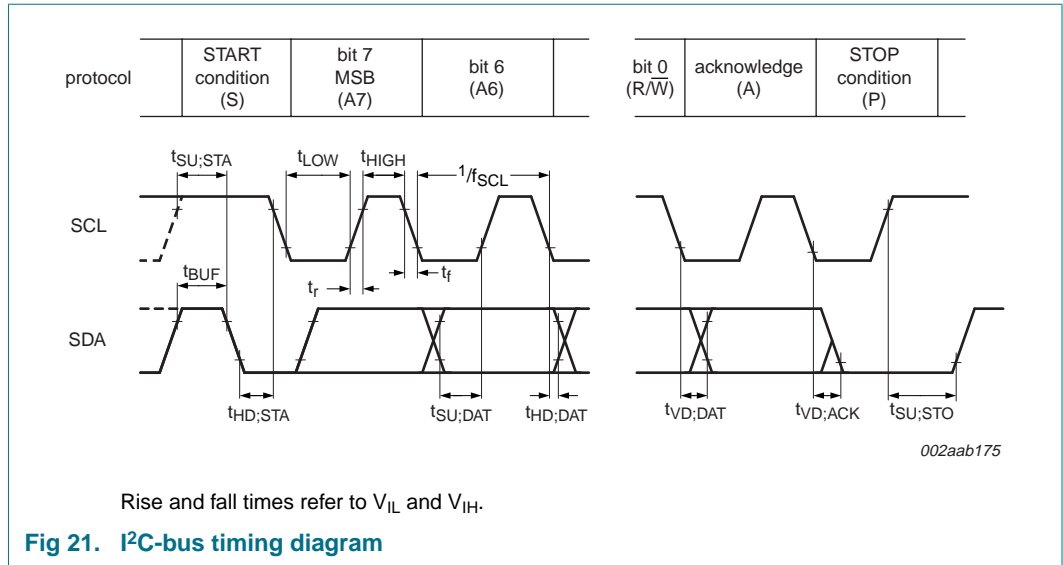 protocol
START
condition
(S)
bit 7
MSB
(A7)
bit 6
(A6)
bit 0
(R/W̅)
acknowledge
(A)
STOP
condition
(P)
tSU;STA
tLOW
tHIGH
1/fSCL
SCL
tBUF
tr
tf
SDA
tHD;STA
tSU;DAT
tHD;DAT
tVD;DAT
tVD;ACK
tSU;STO
002aab175
Rise and fall times refer to VIL and VIH.
Fig 21. I²C-bus timing diagram